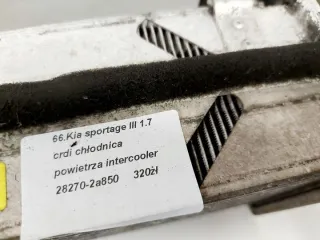 66.Kia sportage III 1.7
crdi chłodnica
powietrza intercooler
28270-2a850 320zł